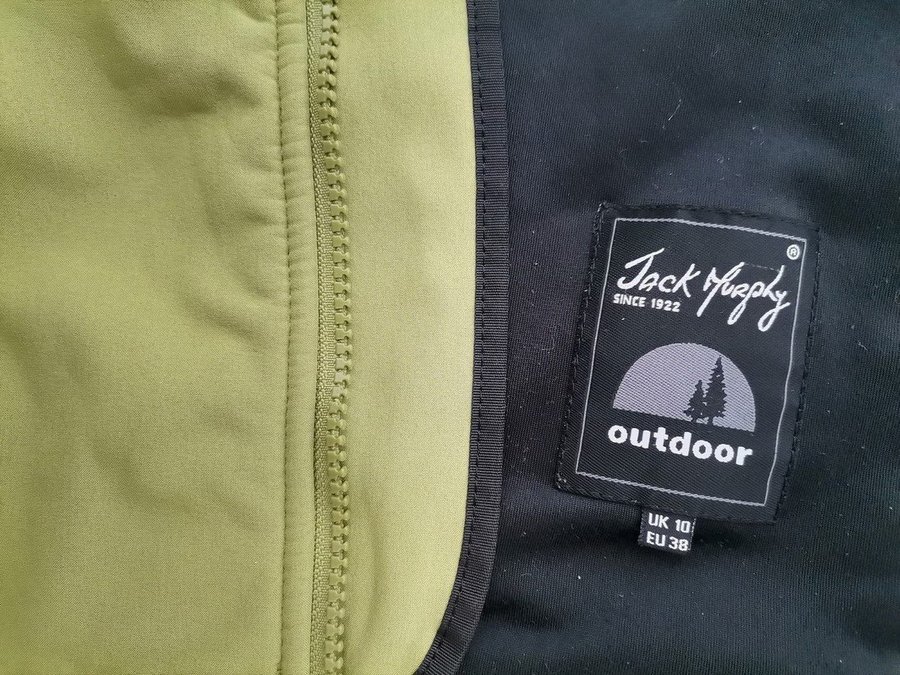 ®
Jack Murphy
SINCE 1922
outdoor
UK 10
EU 38